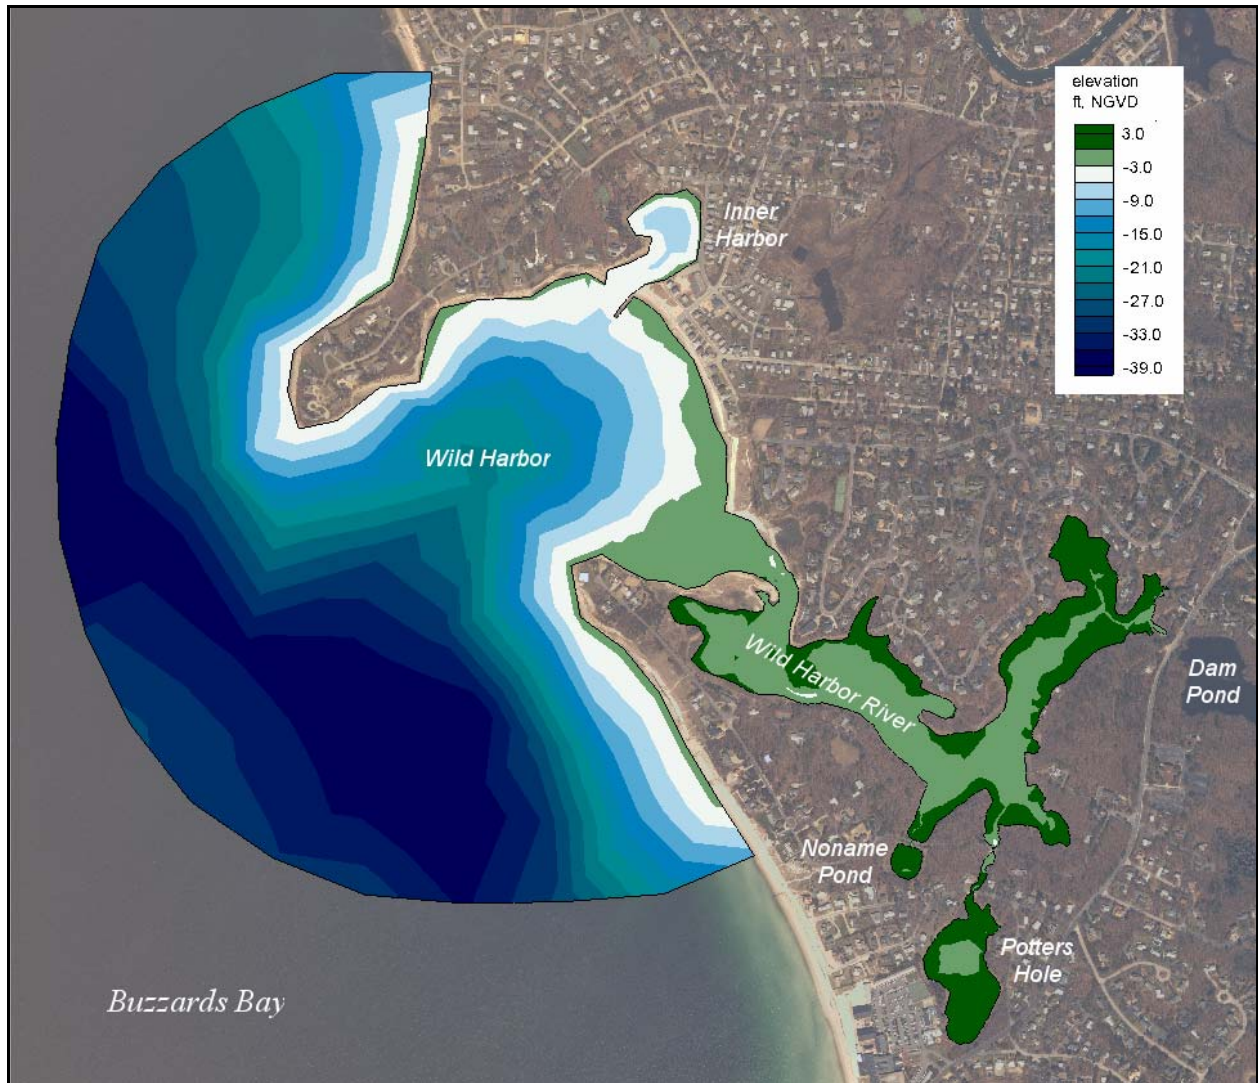 elevation
ft, NGVD
3.0
-3.0
-9.0
-15.0
-21.0
-27.0
-33.0
-39.0
Inner
Harbor
Wild Harbor
Wild Harbor River
Dam
Pond
Noname
Pond
Potters
Hole
Buzzards Bay